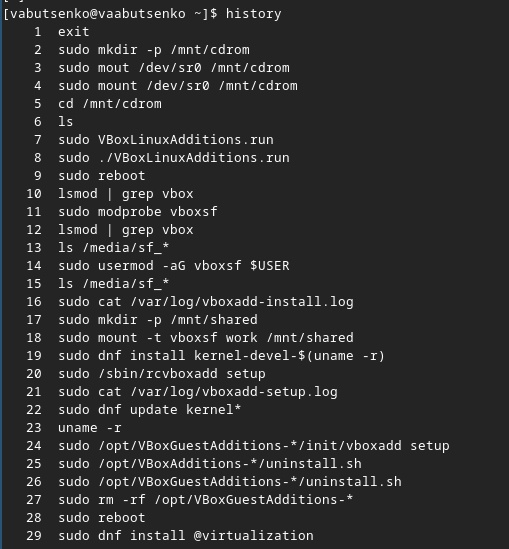 [vabutsenko@vaabutsenko ~]$ history
1 exit
2 sudo mkdir -p /mnt/cdrom
3 sudo mout /dev/sr0 /mnt/cdrom
4 sudo mount /dev/sr0 /mnt/cdrom
5 cd /mnt/cdrom
6 ls
7 sudo VBoxLinuxAdditions.run
8 sudo ./VBoxLinuxAdditions.run
9 sudo reboot
10 lsmod | grep vbox
11 sudo modprobe vboxsf
12 lsmod | grep vbox
13 ls /media/sf_*
14 sudo usermod -aG vboxsf $USER
15 ls /media/sf_*
16 sudo cat /var/log/vboxadd-install.log
17 sudo mkdir -p /mnt/shared
18 sudo mount -t vboxsf work /mnt/shared
19 sudo dnf install kernel-devel-$(uname -r)
20 sudo /sbin/rcvboxadd setup
21 sudo cat /var/log/vboxadd-setup.log
22 sudo dnf update kernel*
23 uname -r
24 sudo /opt/VBoxGuestAdditions-*/init/vboxadd setup
25 sudo /opt/VBoxAdditions-*/uninstall.sh
26 sudo /opt/VBoxGuestAdditions-*/uninstall.sh
27 sudo rm -rf /opt/VBoxGuestAdditions-*
28 sudo reboot
29 sudo dnf install @virtualization